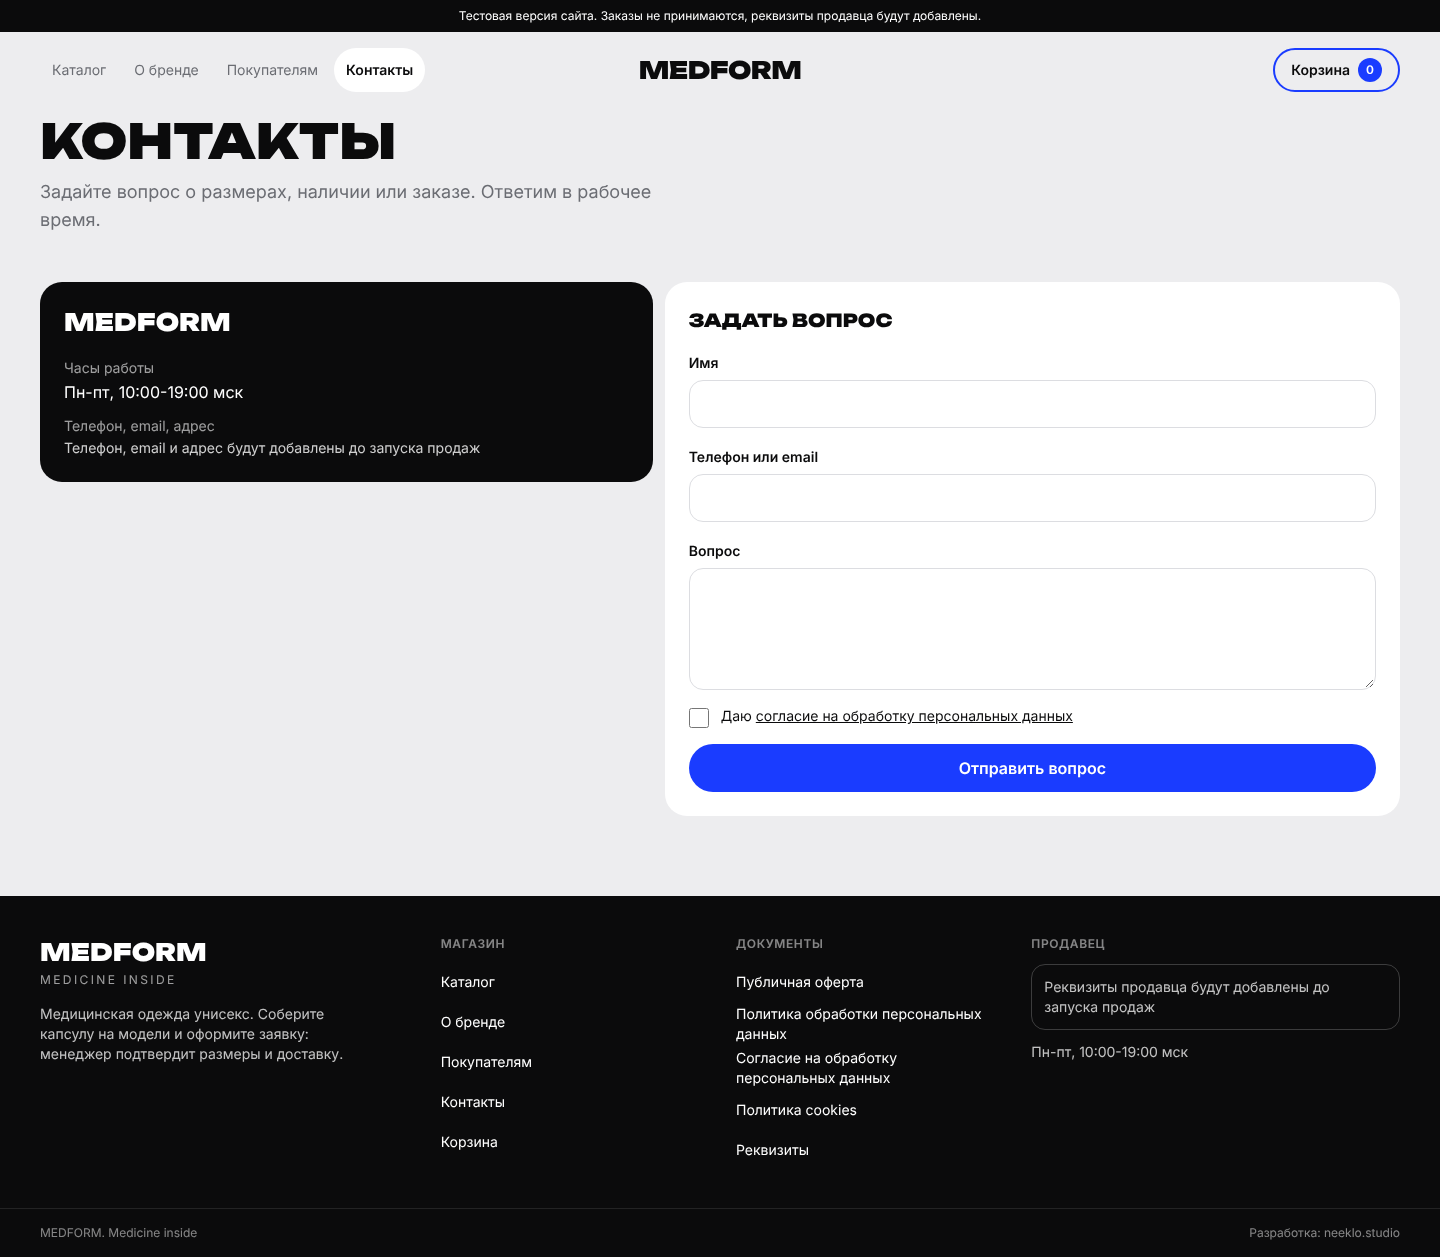 Тестовая версия сайта. Заказы не принимаются, реквизиты продавца будут добавлены.
Каталог
О бренде
Покупателям
Контакты
MEDFORM
Корзина 0
КОНТАКТЫ
Задайте вопрос о размерах, наличии или заказе. Ответим в рабочее
время.
MEDFORM
Часы работы
Пн-пт, 10:00-19:00 мск
Телефон, email, адрес
Телефон, email и адрес будут добавлены до запуска продаж
ЗАДАТЬ ВОПРОС
Имя
Телефон или email
Вопрос
Даю согласие на обработку персональных данных
Отправить вопрос
MEDFORM
MEDICINE INSIDE
Медицинская одежда унисекс. Соберите
капсулу на модели и оформите заявку:
менеджер подтвердит размеры и доставку.
МАГАЗИН
Каталог
О бренде
Покупателям
Контакты
Корзина
ДОКУМЕНТЫ
Публичная оферта
Политика обработки персональных
данных
Согласие на обработку
персональных данных
Политика cookies
Реквизиты
ПРОДАВЕЦ
Реквизиты продавца будут добавлены до
запуска продаж
Пн-пт, 10:00-19:00 мск
MEDFORM. Medicine inside
Разработка: neeklo.studio